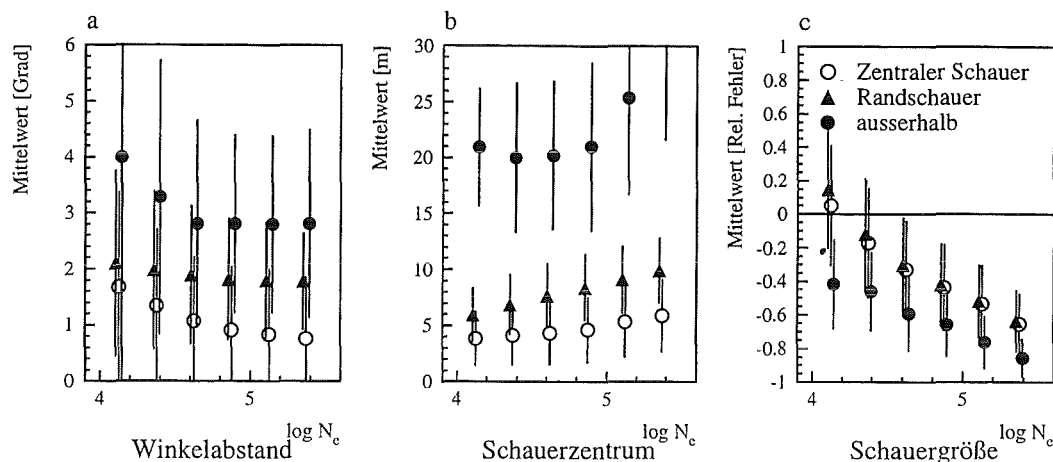 a
Mittelwert [Grad]
6
5
4
3
2
1
0
4
5
log N_e
Winkelabstand
b
Mittelwert [m]
30
25
20
15
10
5
0
4
5
log N_e
Schauerzentrum
c
Mittelwert [Rel. Fehler]
1
0.8
0.6
0.4
0.2
0
-0.2
-0.4
-0.6
-0.8
-1
Zentraler Schauer
Randschauer
ausserhalb
4
5
log N_e
Schauergröße